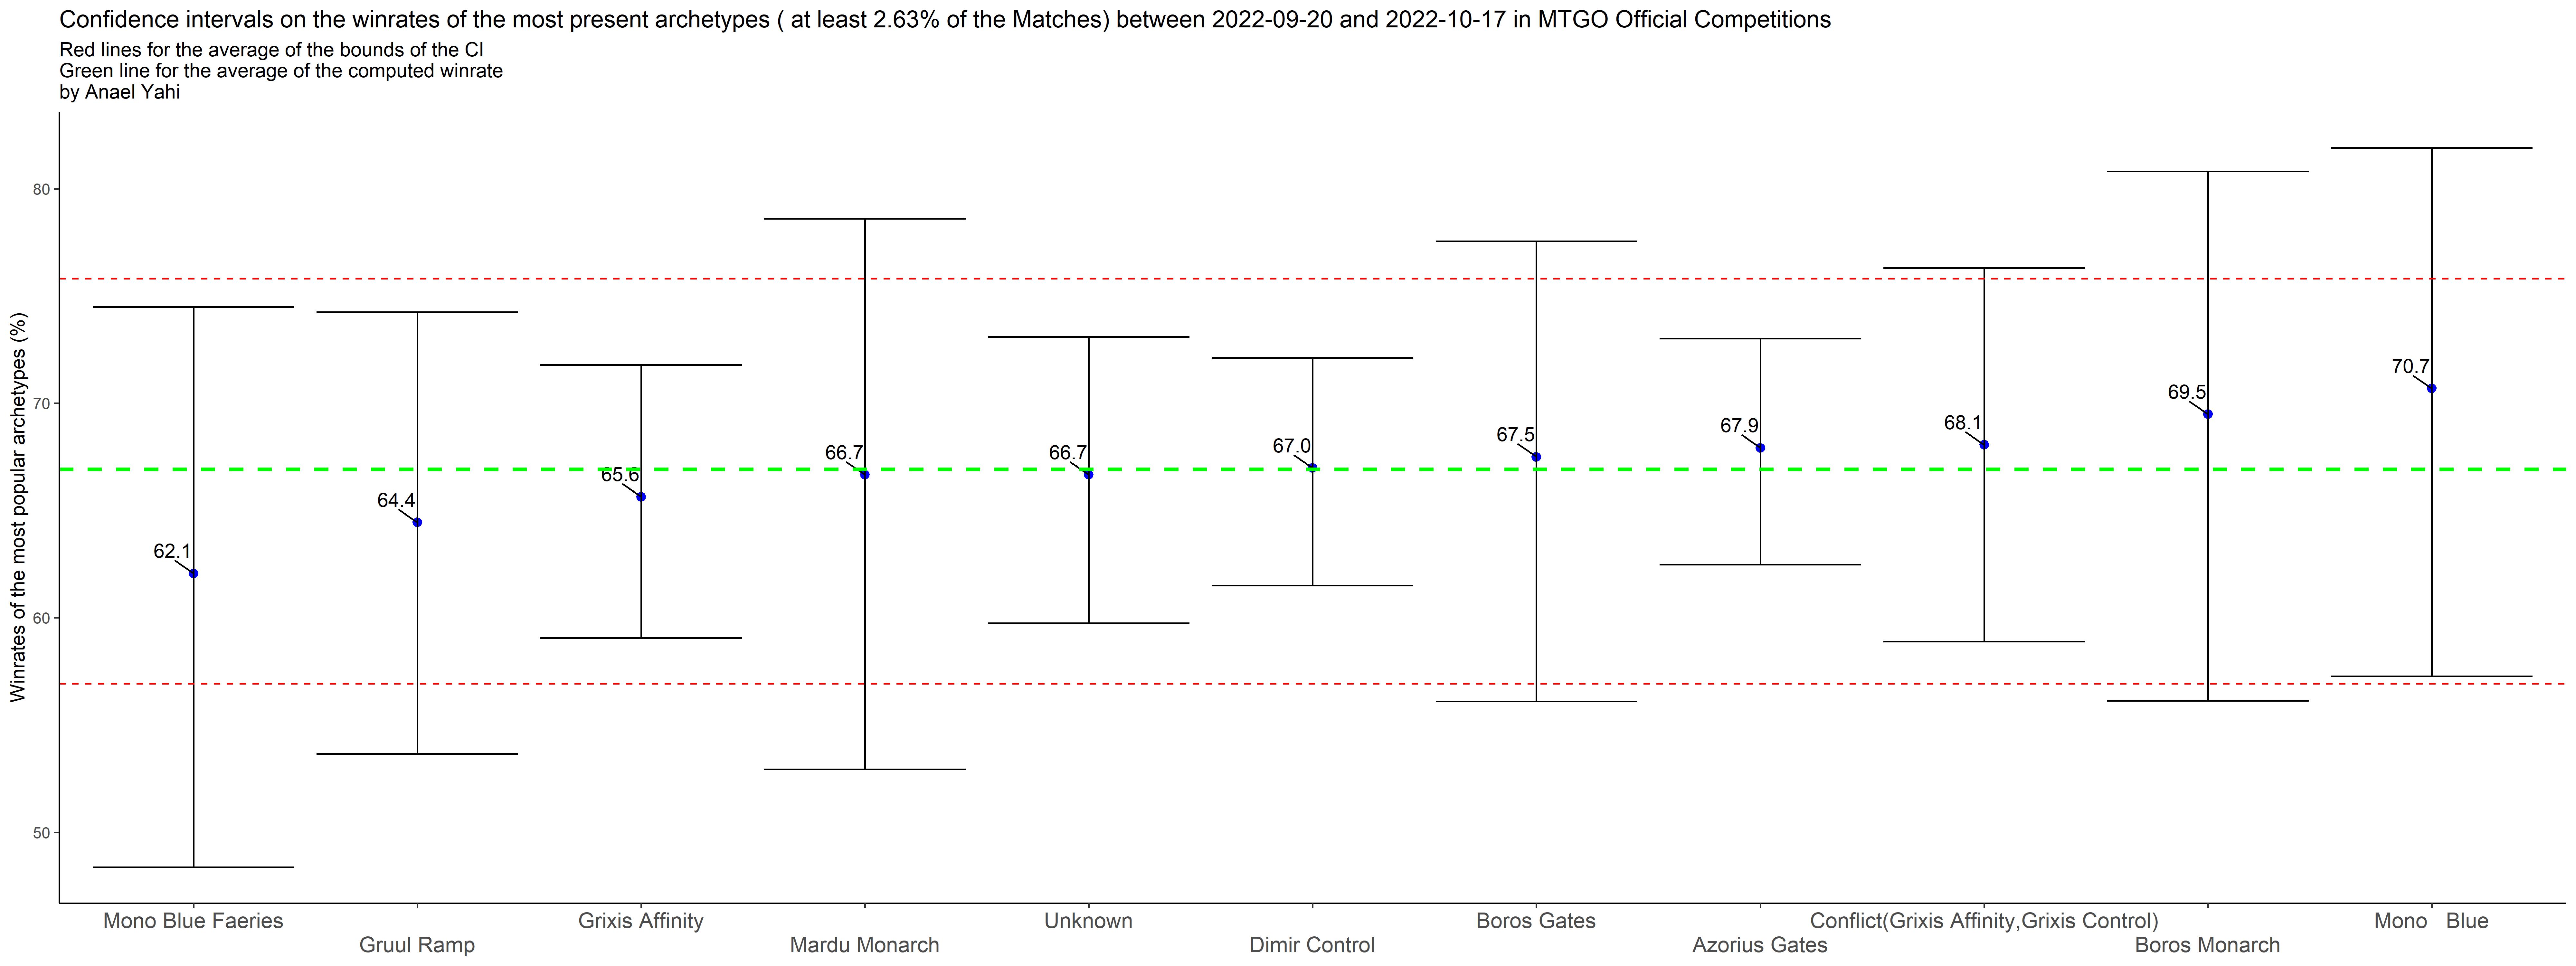 Confidence intervals on the winrates of the most present archetypes ( at least 2.63% of the Matches) between 2022-09-20 and 2022-10-17 in MTGO Official Competitions
Red lines for the average of the bounds of the CI
Green line for the average of the computed winrate
by Anael Yahi
Winrates of the most popular archetypes (%)
80
70
60
50
62.1
64.4
65.6
66.7
66.7
67.0
67.5
67.9
68.1
69.5
70.7
Mono Blue Faeries
Gruul Ramp
Grixis Affinity
Mardu Monarch
Unknown
Dimir Control
Boros Gates
Azorius Gates
Conflict(Grixis Affinity,Grixis Control)
Boros Monarch
Mono   Blue